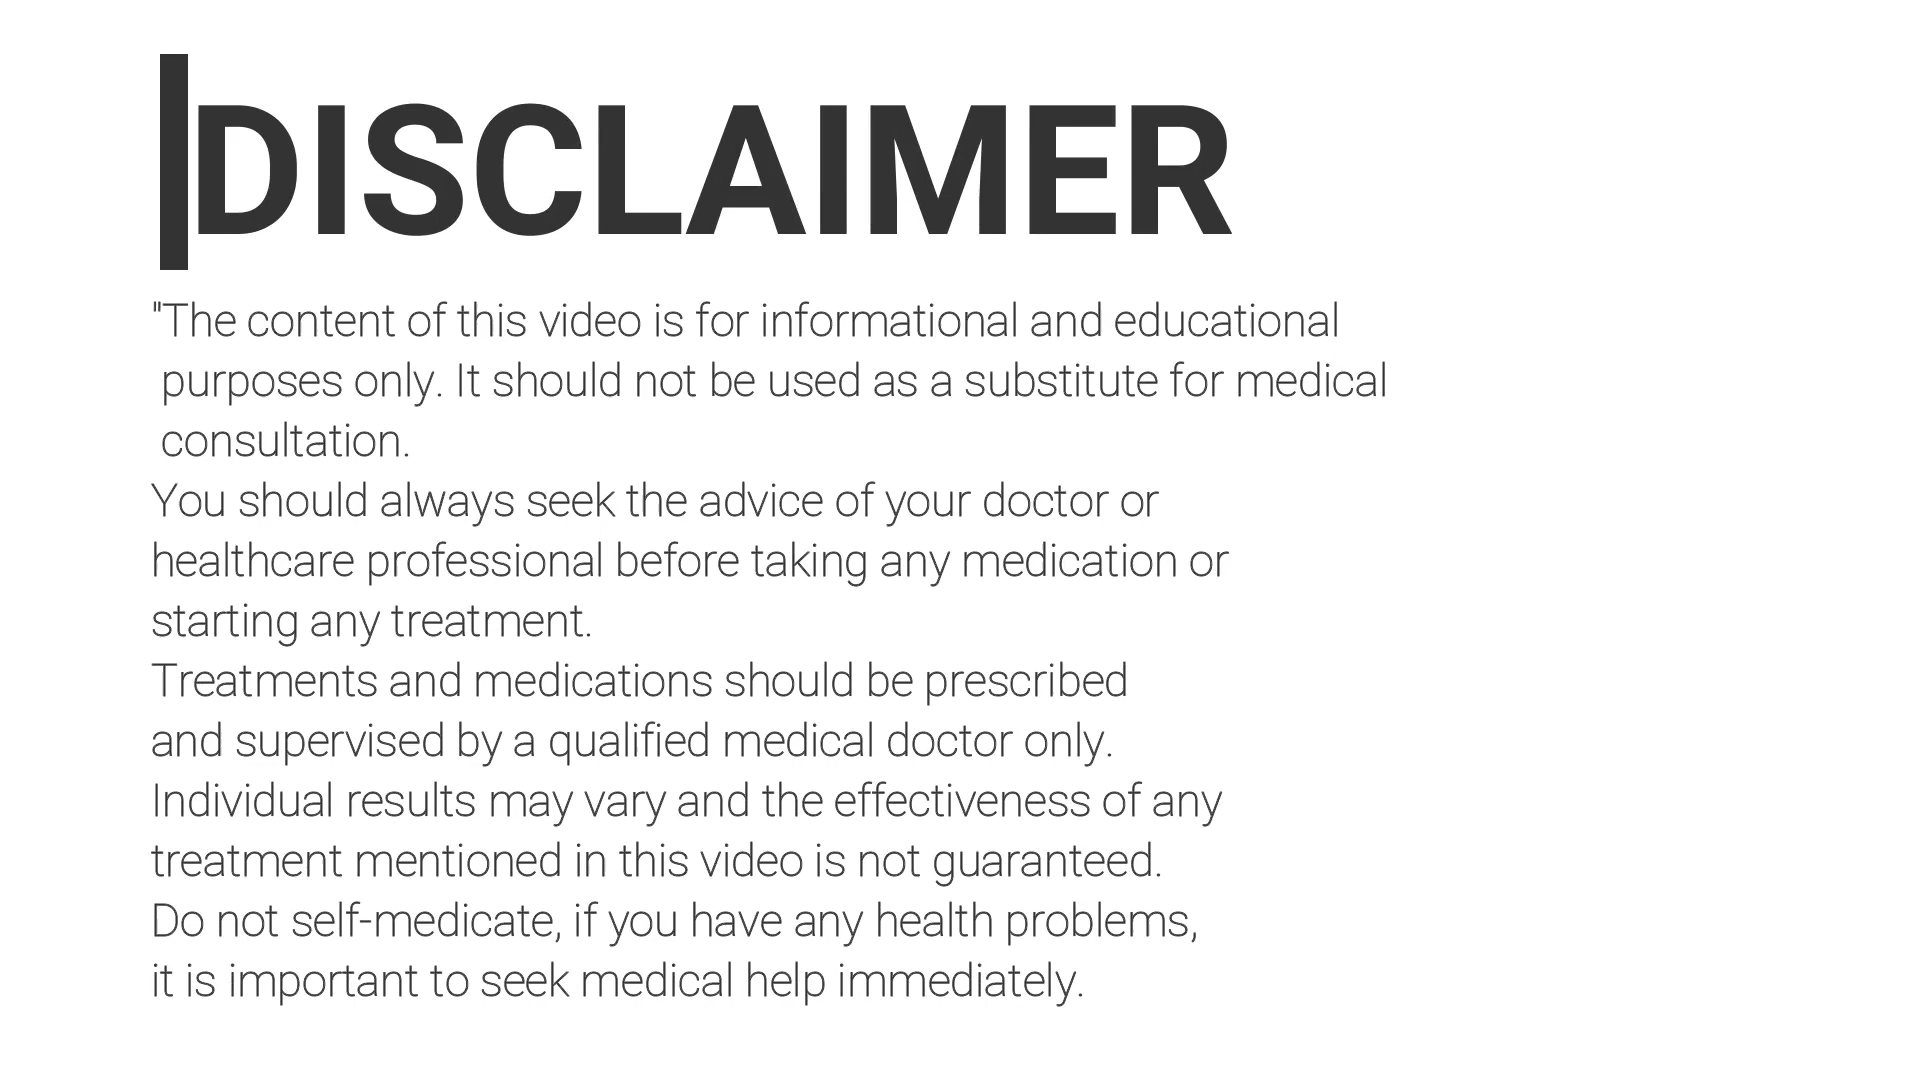 DISCLAIMER
"The content of this video is for informational and educational
purposes only. It should not be used as a substitute for medical
consultation.
You should always seek the advice of your doctor or
healthcare professional before taking any medication or
starting any treatment.
Treatments and medications should be prescribed
and supervised by a qualified medical doctor only.
Individual results may vary and the effectiveness of any
treatment mentioned in this video is not guaranteed.
Do not self-medicate, if you have any health problems,
it is important to seek medical help immediately.